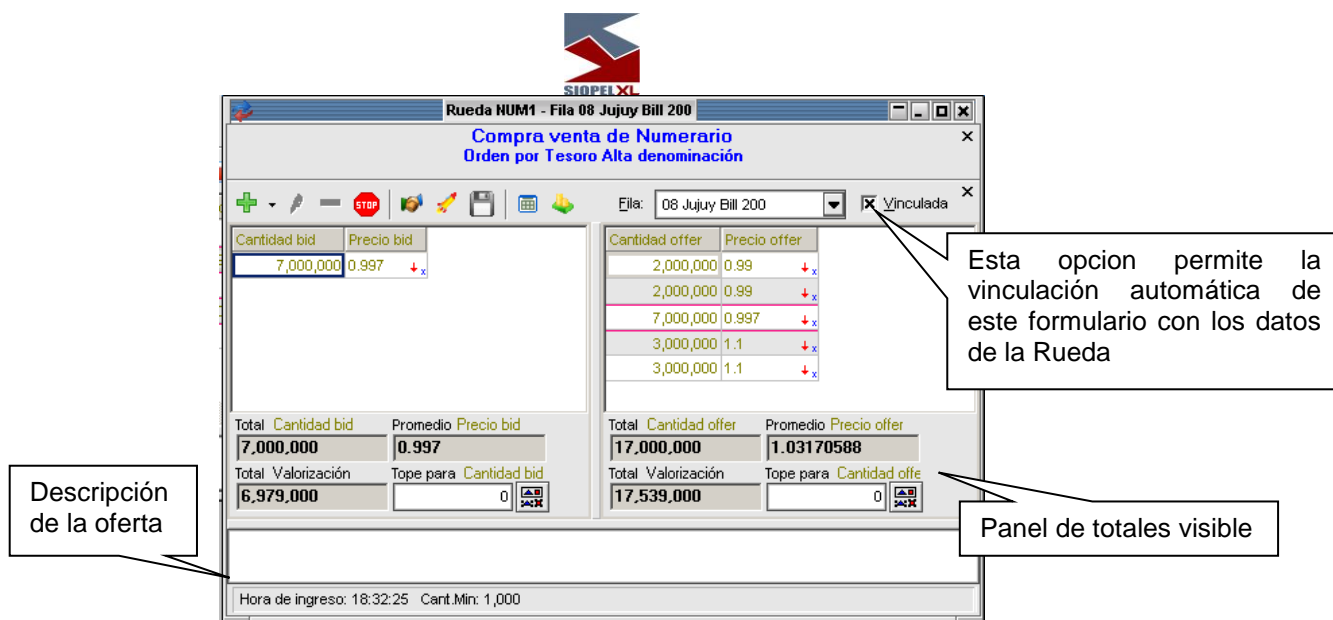 SIOPEL XL
Rueda NUM1 - Fila 08 Jujuy Bill 200
Compra venta de Numerario
Orden por Tesoro Alta denominación
STOP
Fila: 08 Jujuy Bill 200 Vinculada
Cantidad bid Precio bid
7,000,000 0.997
Cantidad offer Precio offer
2,000,000 0.99
2,000,000 0.99
7,000,000 0.997
3,000,000 1.1
3,000,000 1.1
Esta opcion permite la
vinculación automática de
este formulario con los datos
de la Rueda
Total Cantidad bid Promedio Precio bid
7,000,000 0.997
Total Valorización Tope para Cantidad bid
6,979,000 0
Total Cantidad offer Promedio Precio offer
17,000,000 1.03170588
Total Valorización Tope para Cantidad offe
17,539,000 0
Descripción
de la oferta
Panel de totales visible
Hora de ingreso: 18:32:25 Cant.Min: 1,000